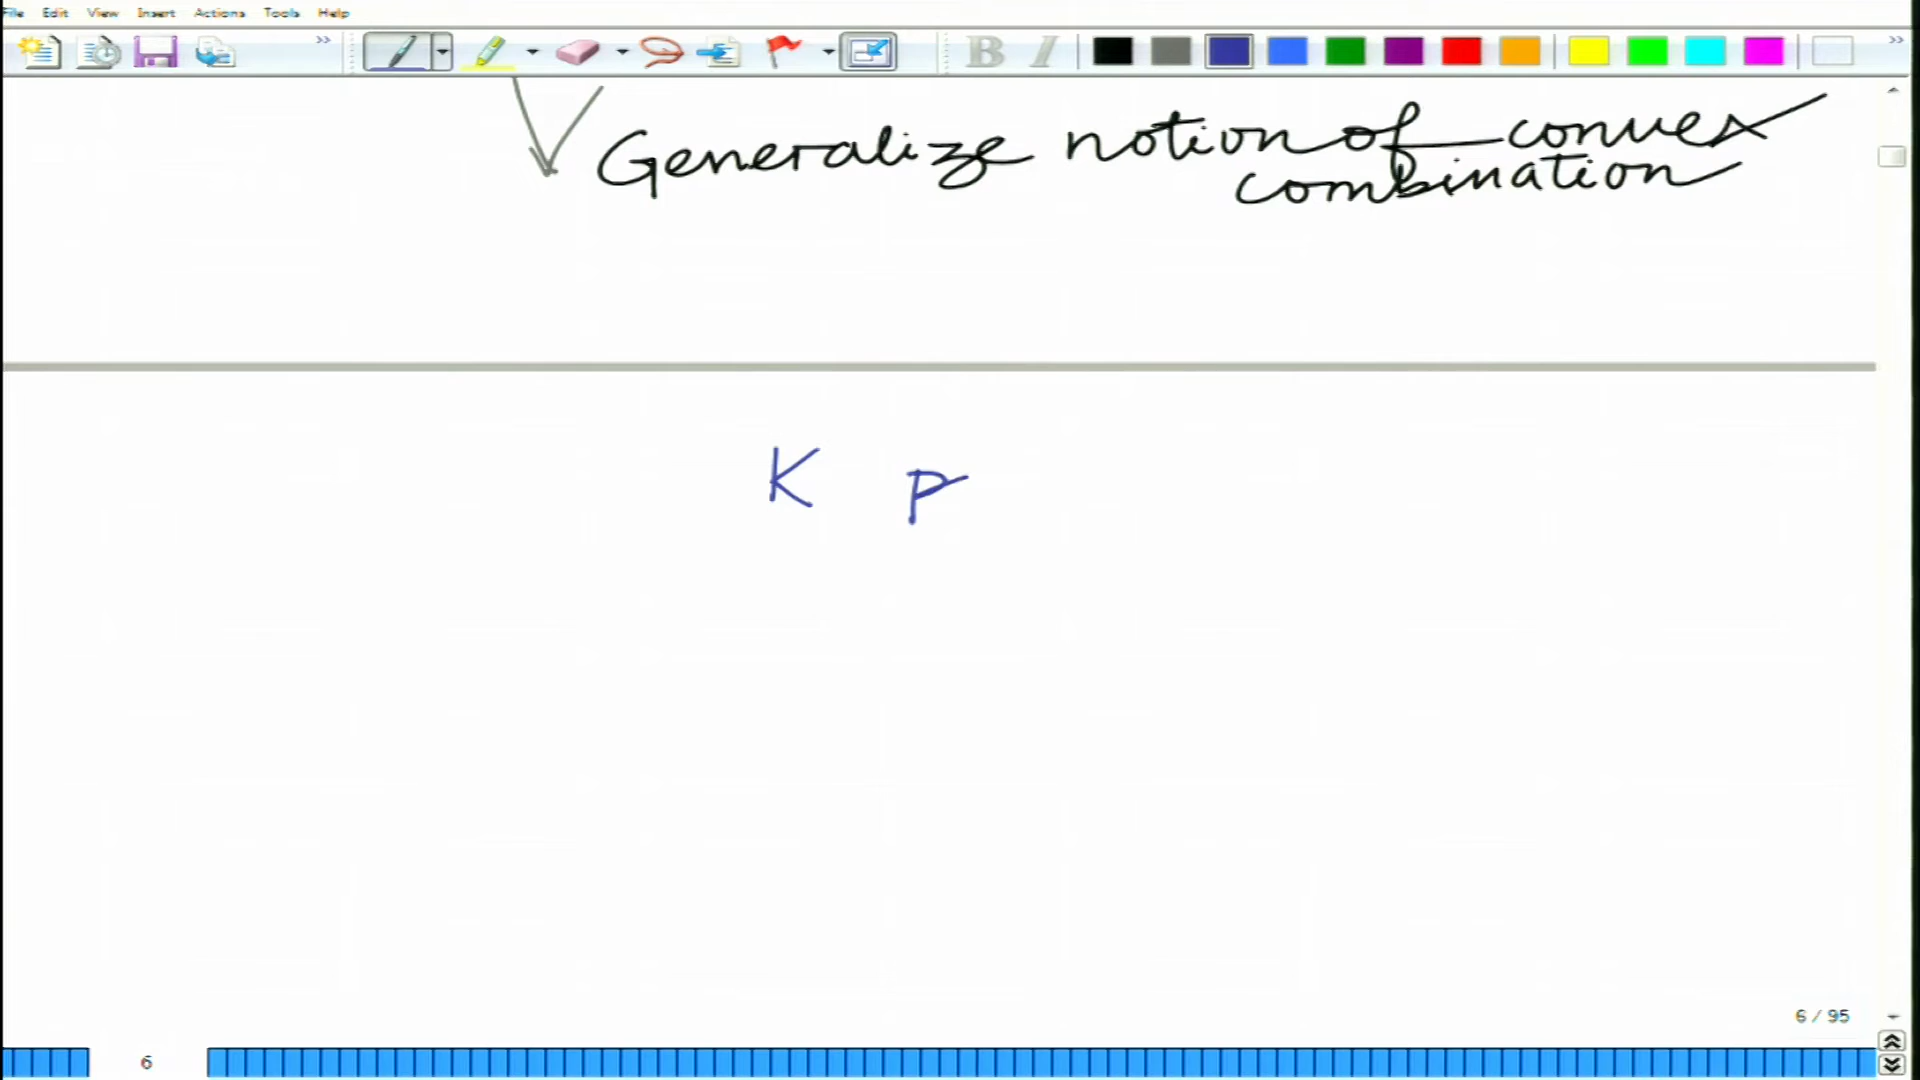 File Edit View Insert Actions Tools Help
B I
Generalize notion of convex
combination
K p
6 / 95
6